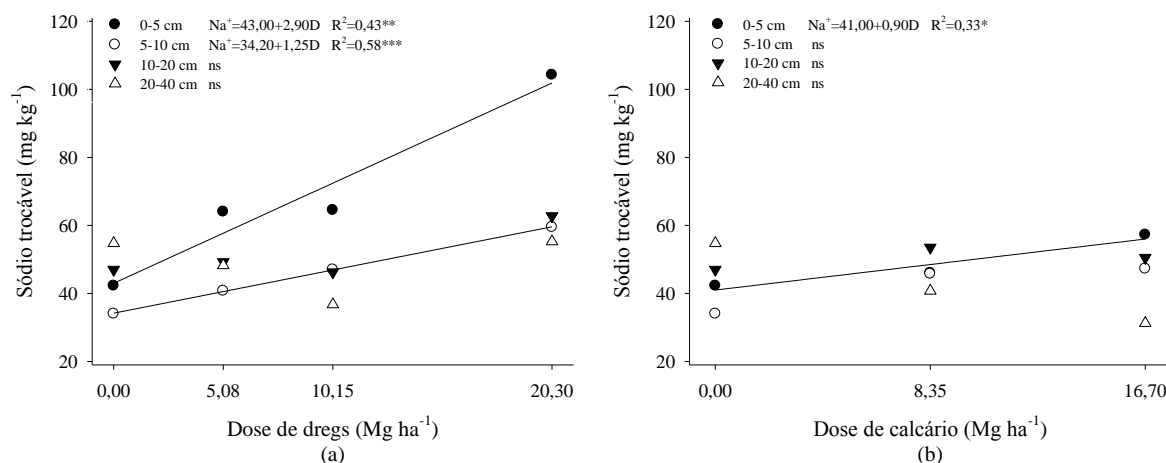 0-5 cm Na⁺=43,00+2,90D R²=0,43**
5-10 cm Na⁺=34,20+1,25D R²=0,58***
10-20 cm ns
20-40 cm ns
120
100
80
60
40
20
Sódio trocável (mg kg⁻¹)
0,00 5,08 10,15 20,30
Dose de dregs (Mg ha⁻¹)
(a)
0-5 cm Na⁺=41,00+0,90D R²=0,33*
5-10 cm ns
10-20 cm ns
20-40 cm ns
120
100
80
60
40
20
Sódio trocável (mg kg⁻¹)
0,00 8,35 16,70
Dose de calcário (Mg ha⁻¹)
(b)